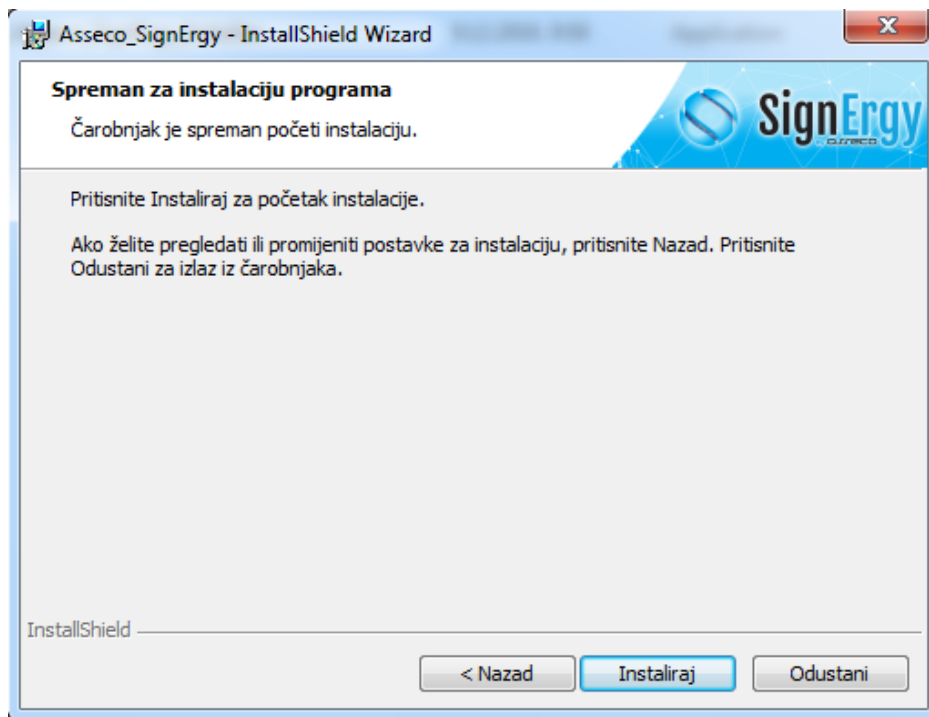 Asseco_SignErgy - InstallShield Wizard
Spreman za instalaciju programa
Čarobnjak je spreman početi instalaciju.
SignErgy
asseco
Pritisnite Instaliraj za početak instalacije.
Ako želite pregledati ili promijeniti postavke za instalaciju, pritisnite Nazad. Pritisnite
Odustani za izlaz iz čarobnjaka.
InstallShield
< Nazad
Instaliraj
Odustani